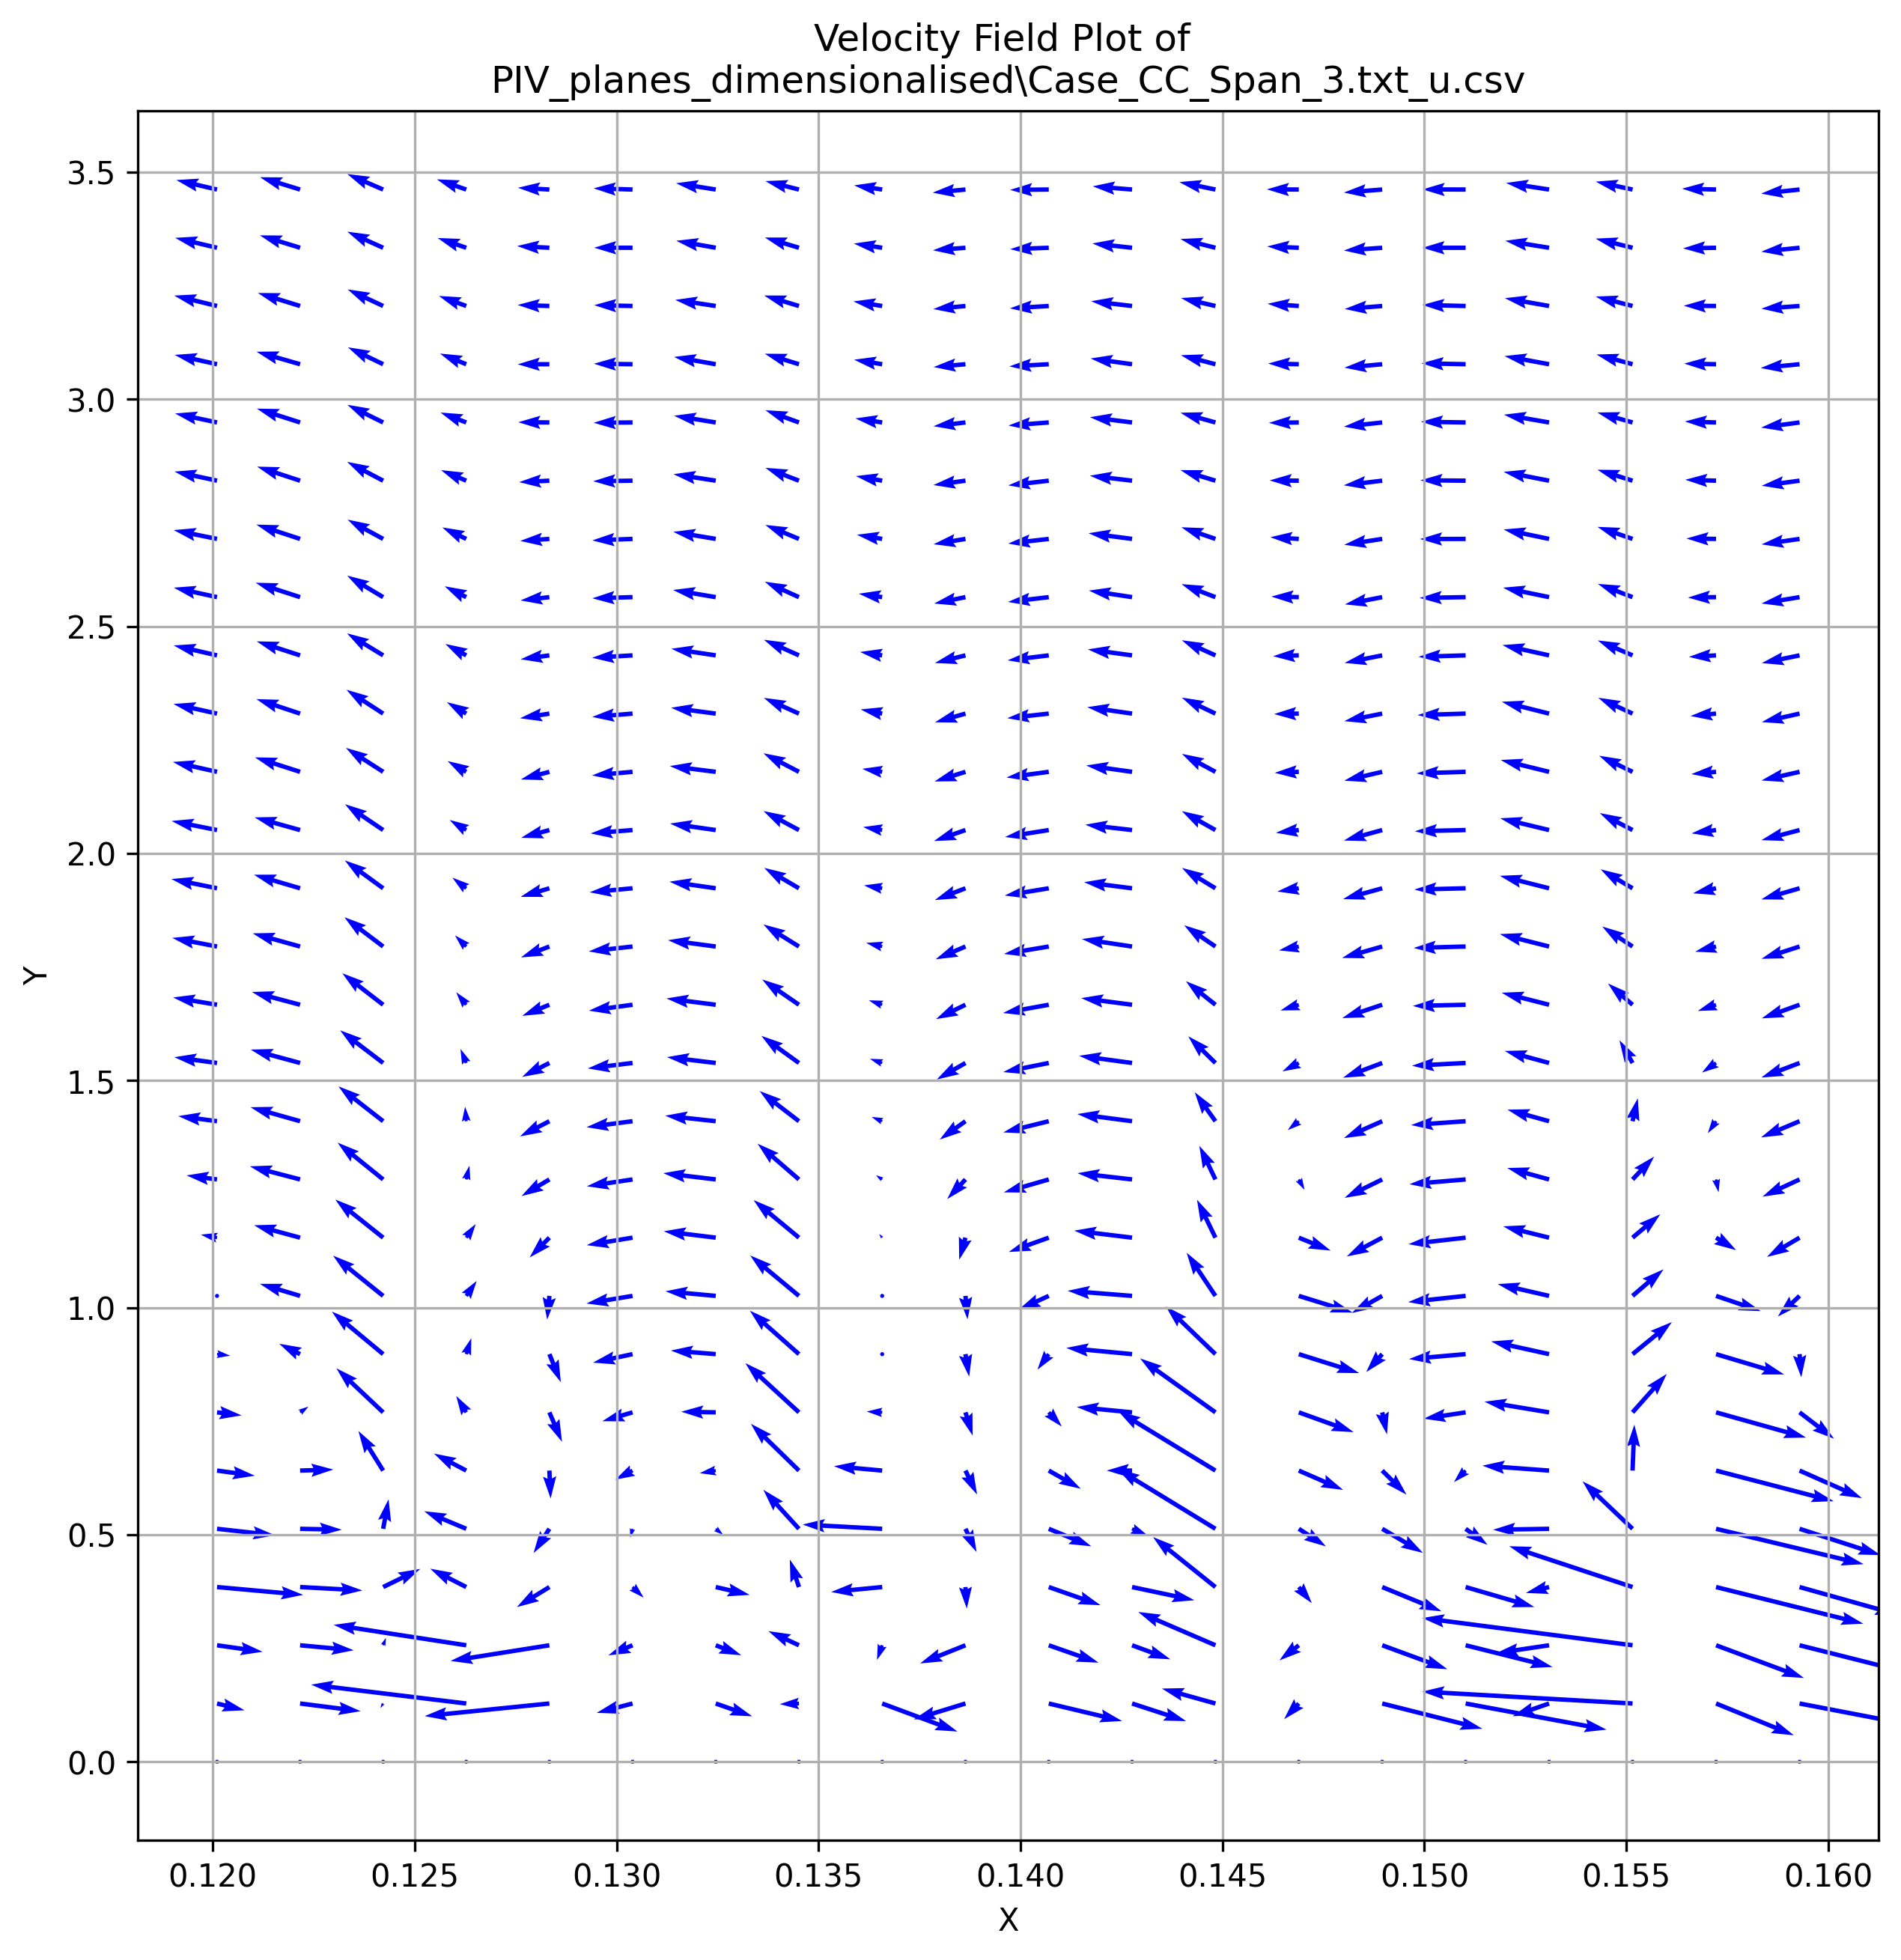 Velocity Field Plot of
PIV_planes_dimensionalised\Case_CC_Span_3.txt_u.csv
3.5
3.0
2.5
2.0
Y
1.5
1.0
0.5
0.0
0.120 0.125 0.130 0.135 0.140 0.145 0.150 0.155 0.160
X